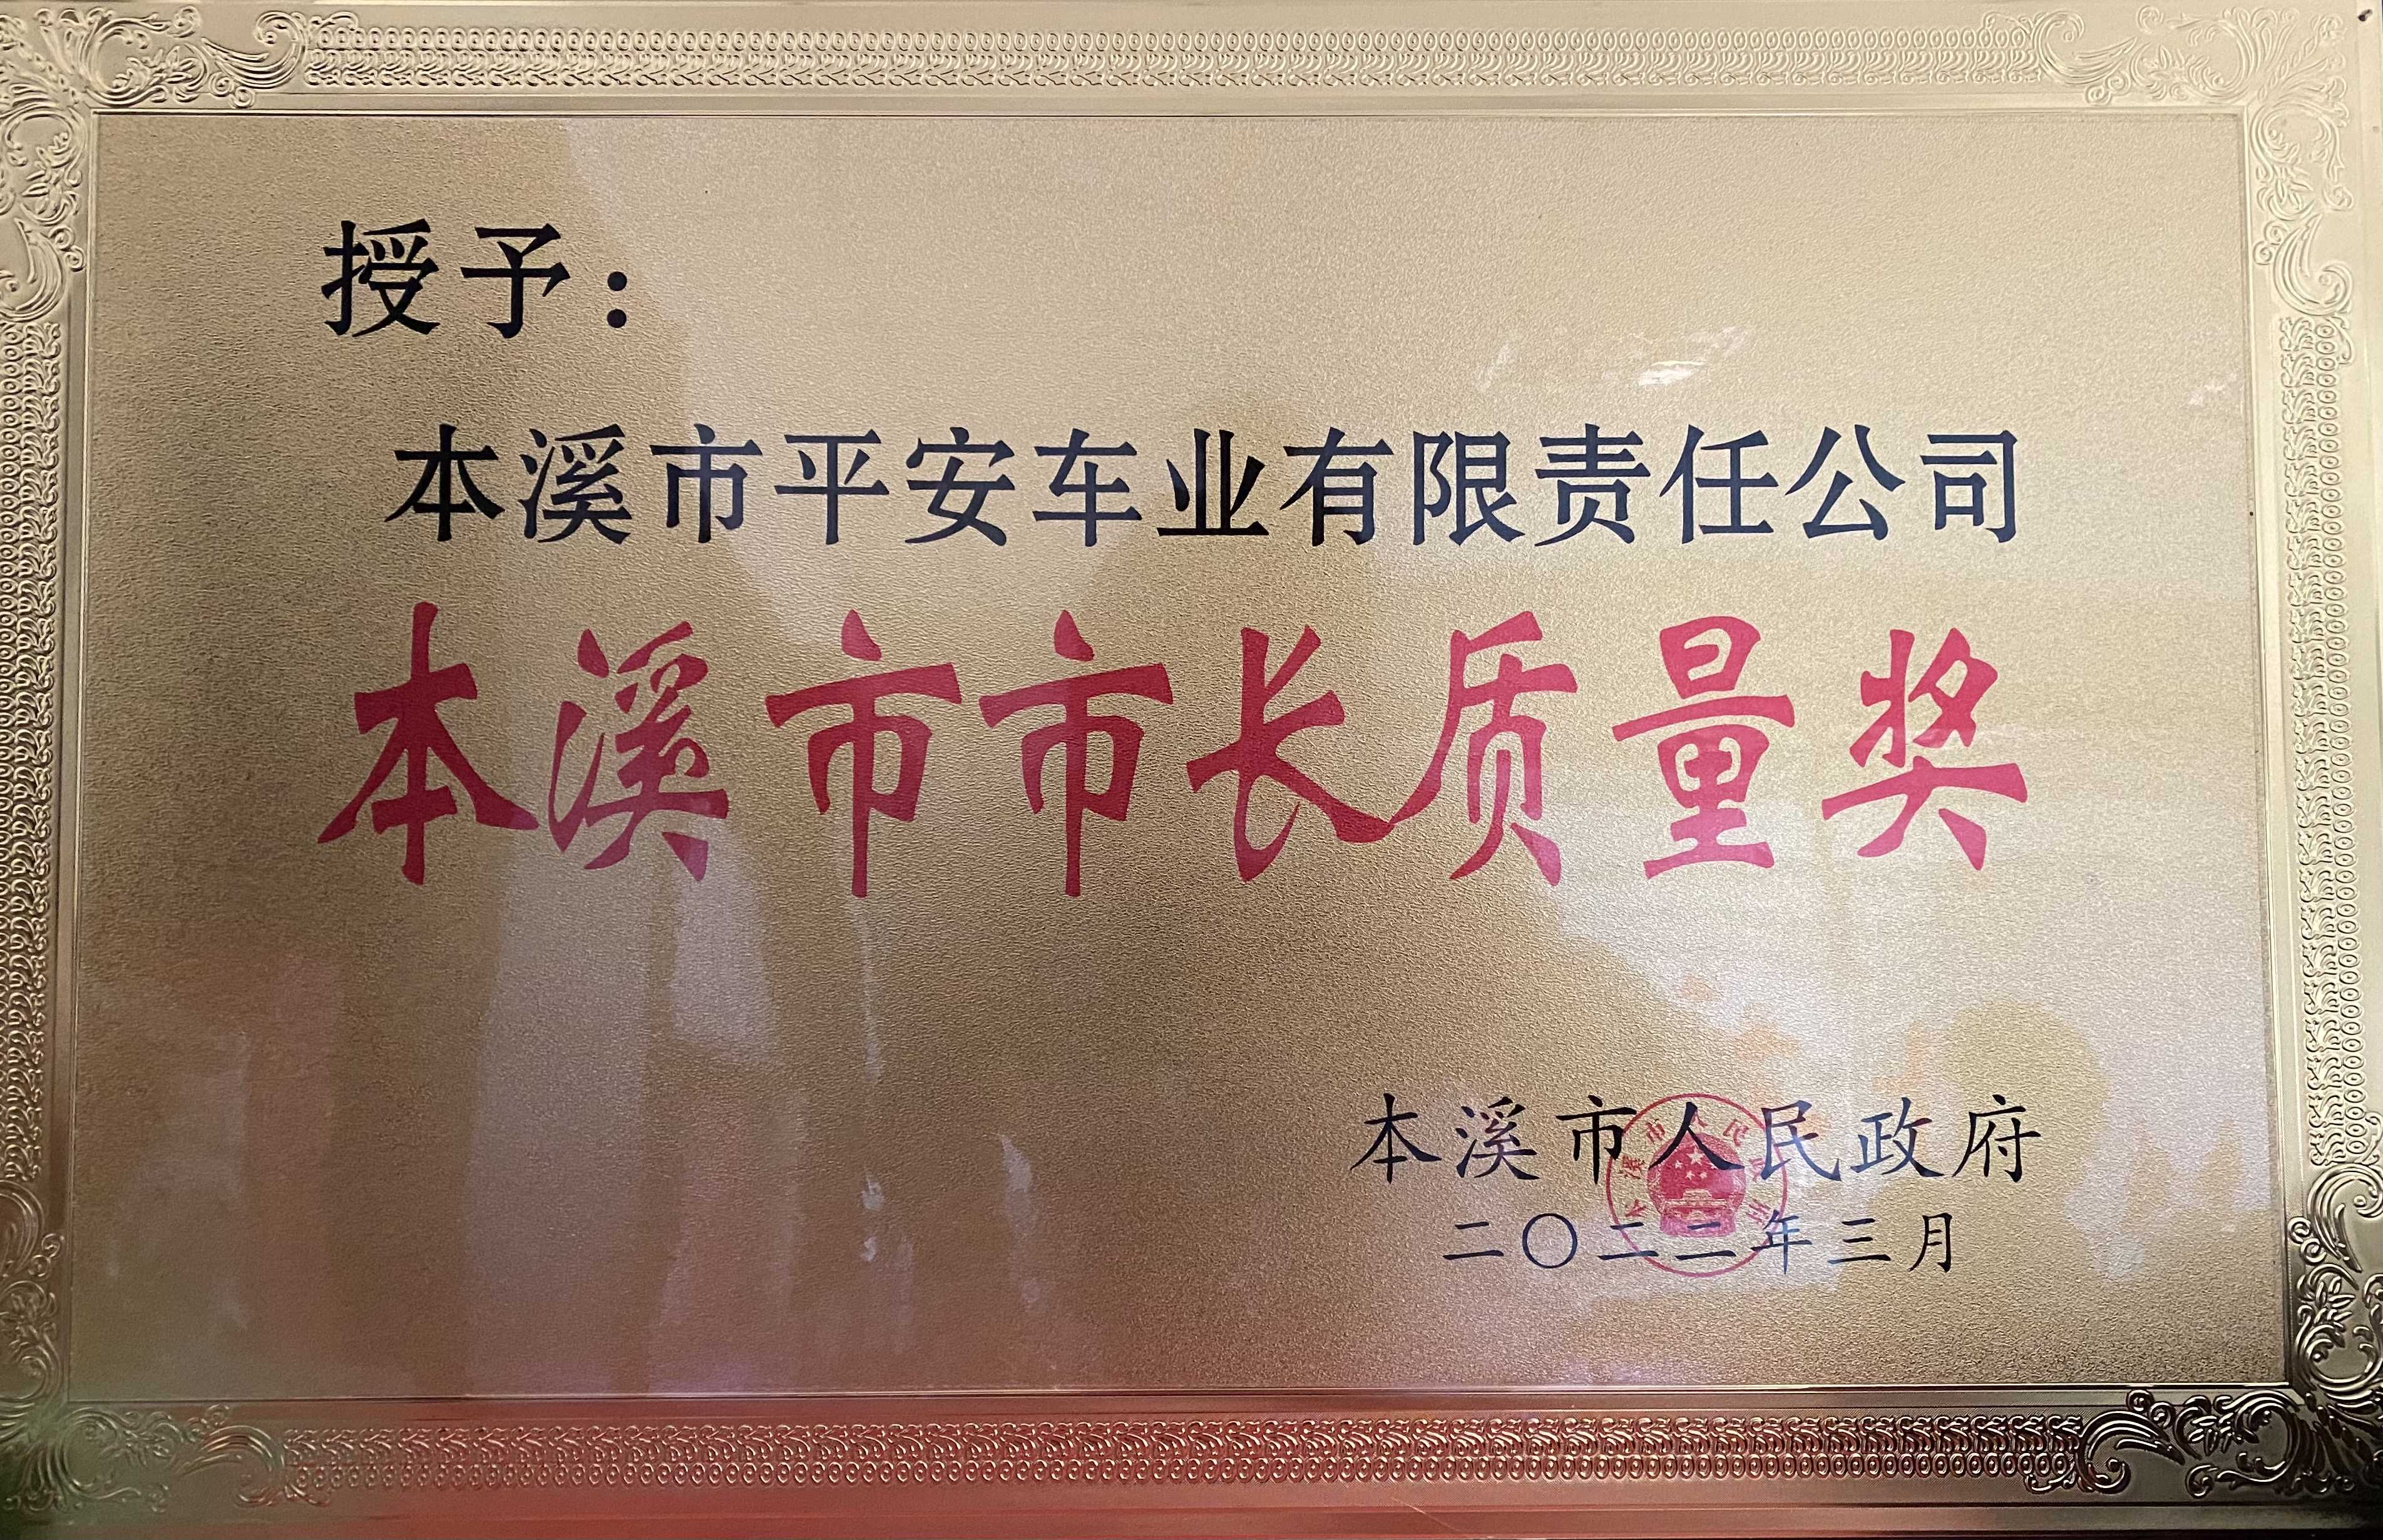 授予：
本溪市平安车业有限责任公司
本溪市市长质量奖
本溪市人民政府
二〇二二年三月